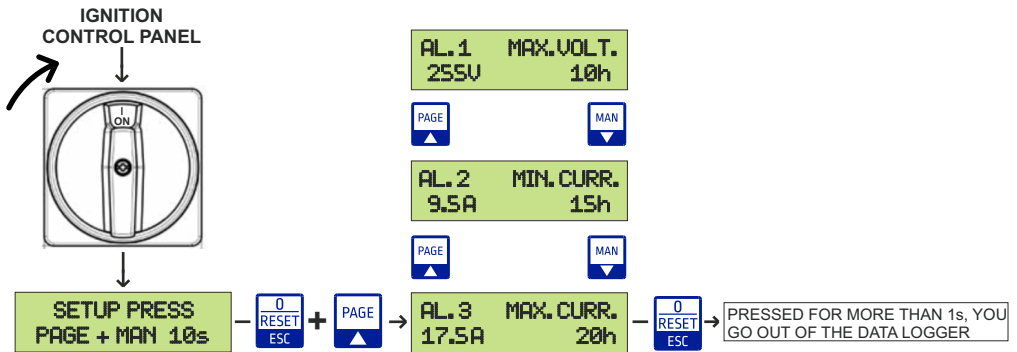 IGNITION
CONTROL PANEL
I
ON
SETUP PRESS
PAGE + MAN 10s
0
RESET
ESC
+
PAGE
AL.1 MAX.VOLT.
255V 10h
PAGE
MAN
AL.2 MIN.CURR.
9.5A 15h
PAGE
MAN
AL.3 MAX.CURR.
17.5A 20h
0
RESET
ESC
PRESSED FOR MORE THAN 1s, YOU
GO OUT OF THE DATA LOGGER